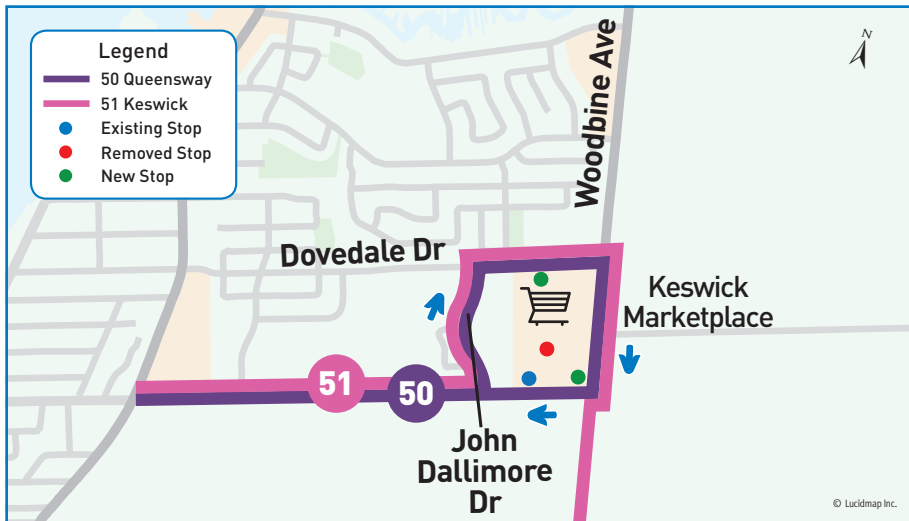 Legend
50 Queensway
51 Keswick
Existing Stop
Removed Stop
New Stop
Woodbine Ave
N
Dovedale Dr
Keswick
Marketplace
51
50
John
Dallimore
Dr
© Lucidmap Inc.